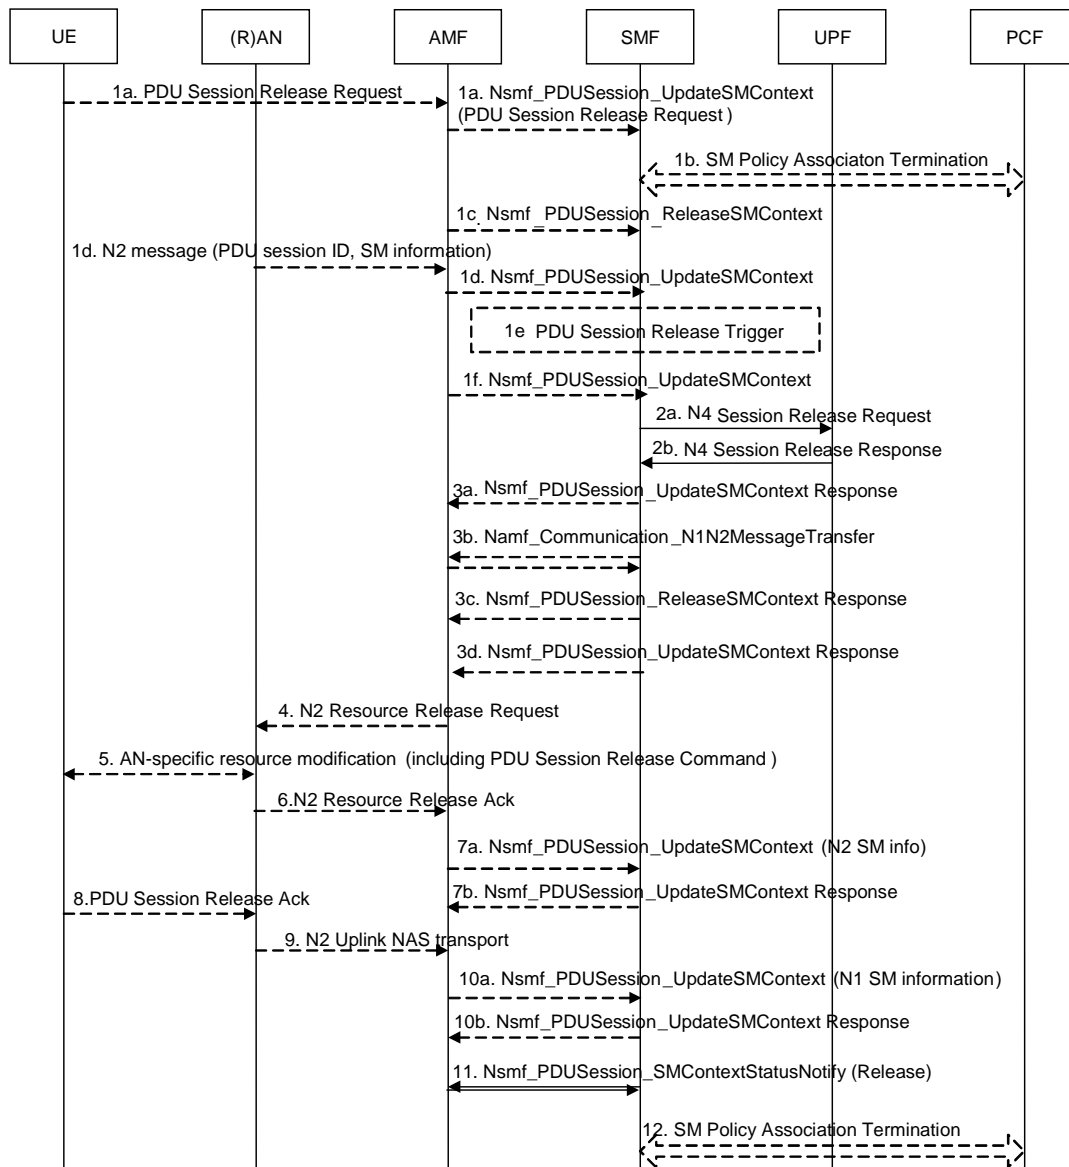 UE
(R)AN
AMF
SMF
UPF
PCF
1a. PDU Session Release Request
1a. Nsmf_PDUSession_UpdateSMContext
(PDU Session Release Request )
1b. SM Policy Associaton Termination
1c. Nsmf_PDUSession_ReleaseSMContext
1d. N2 message (PDU session ID, SM information)
1d. Nsmf_PDUSession_UpdateSMContext
1e PDU Session Release Trigger
1f. Nsmf_PDUSession_UpdateSMContext
2a. N4 Session Release Request
2b. N4 Session Release Response
3a. Nsmf_PDUSession_UpdateSMContext Response
3b. Namf_Communication_N1N2MessageTransfer
3c. Nsmf_PDUSession_ReleaseSMContext Response
3d. Nsmf_PDUSession_UpdateSMContext Response
4. N2 Resource Release Request
5. AN-specific resource modification (including PDU Session Release Command )
6.N2 Resource Release Ack
7a. Nsmf_PDUSession_UpdateSMContext (N2 SM info)
7b. Nsmf_PDUSession_UpdateSMContext Response
8.PDU Session Release Ack
9. N2 Uplink NAS transport
10a. Nsmf_PDUSession_UpdateSMContext (N1 SM information)
10b. Nsmf_PDUSession_UpdateSMContext Response
11. Nsmf_PDUSession_SMContextStatusNotify (Release)
12. SM Policy Association Termination